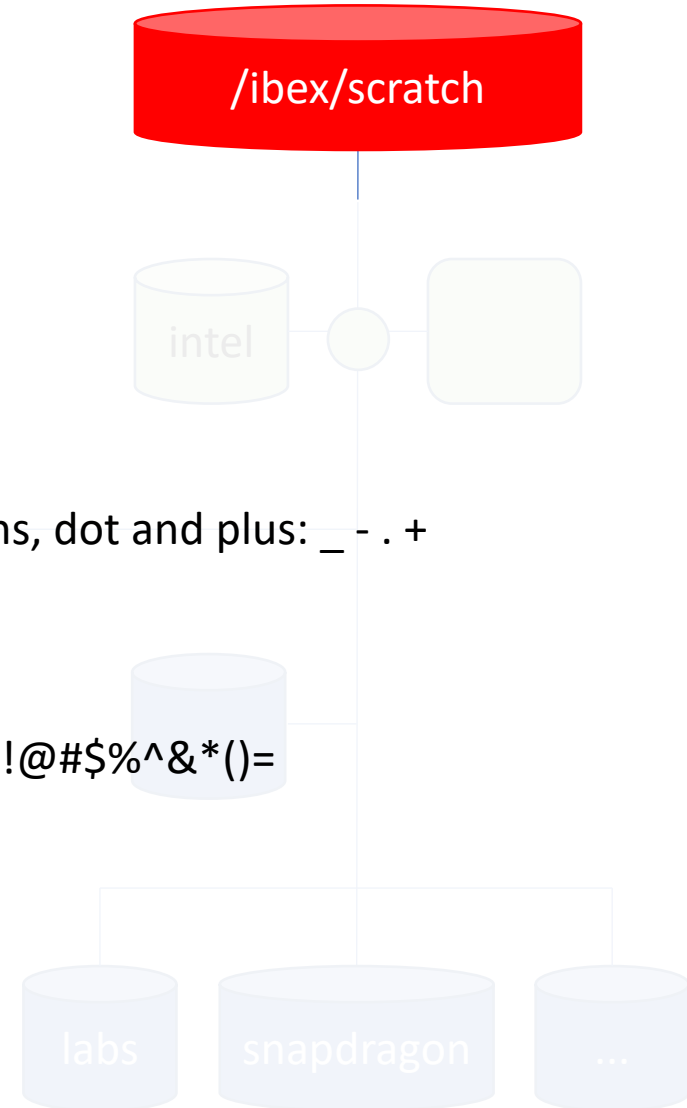 /ibex/scratch
intel
ns, dot and plus: _ - . +
!@#$%^&*()=
labs snapdragon ...